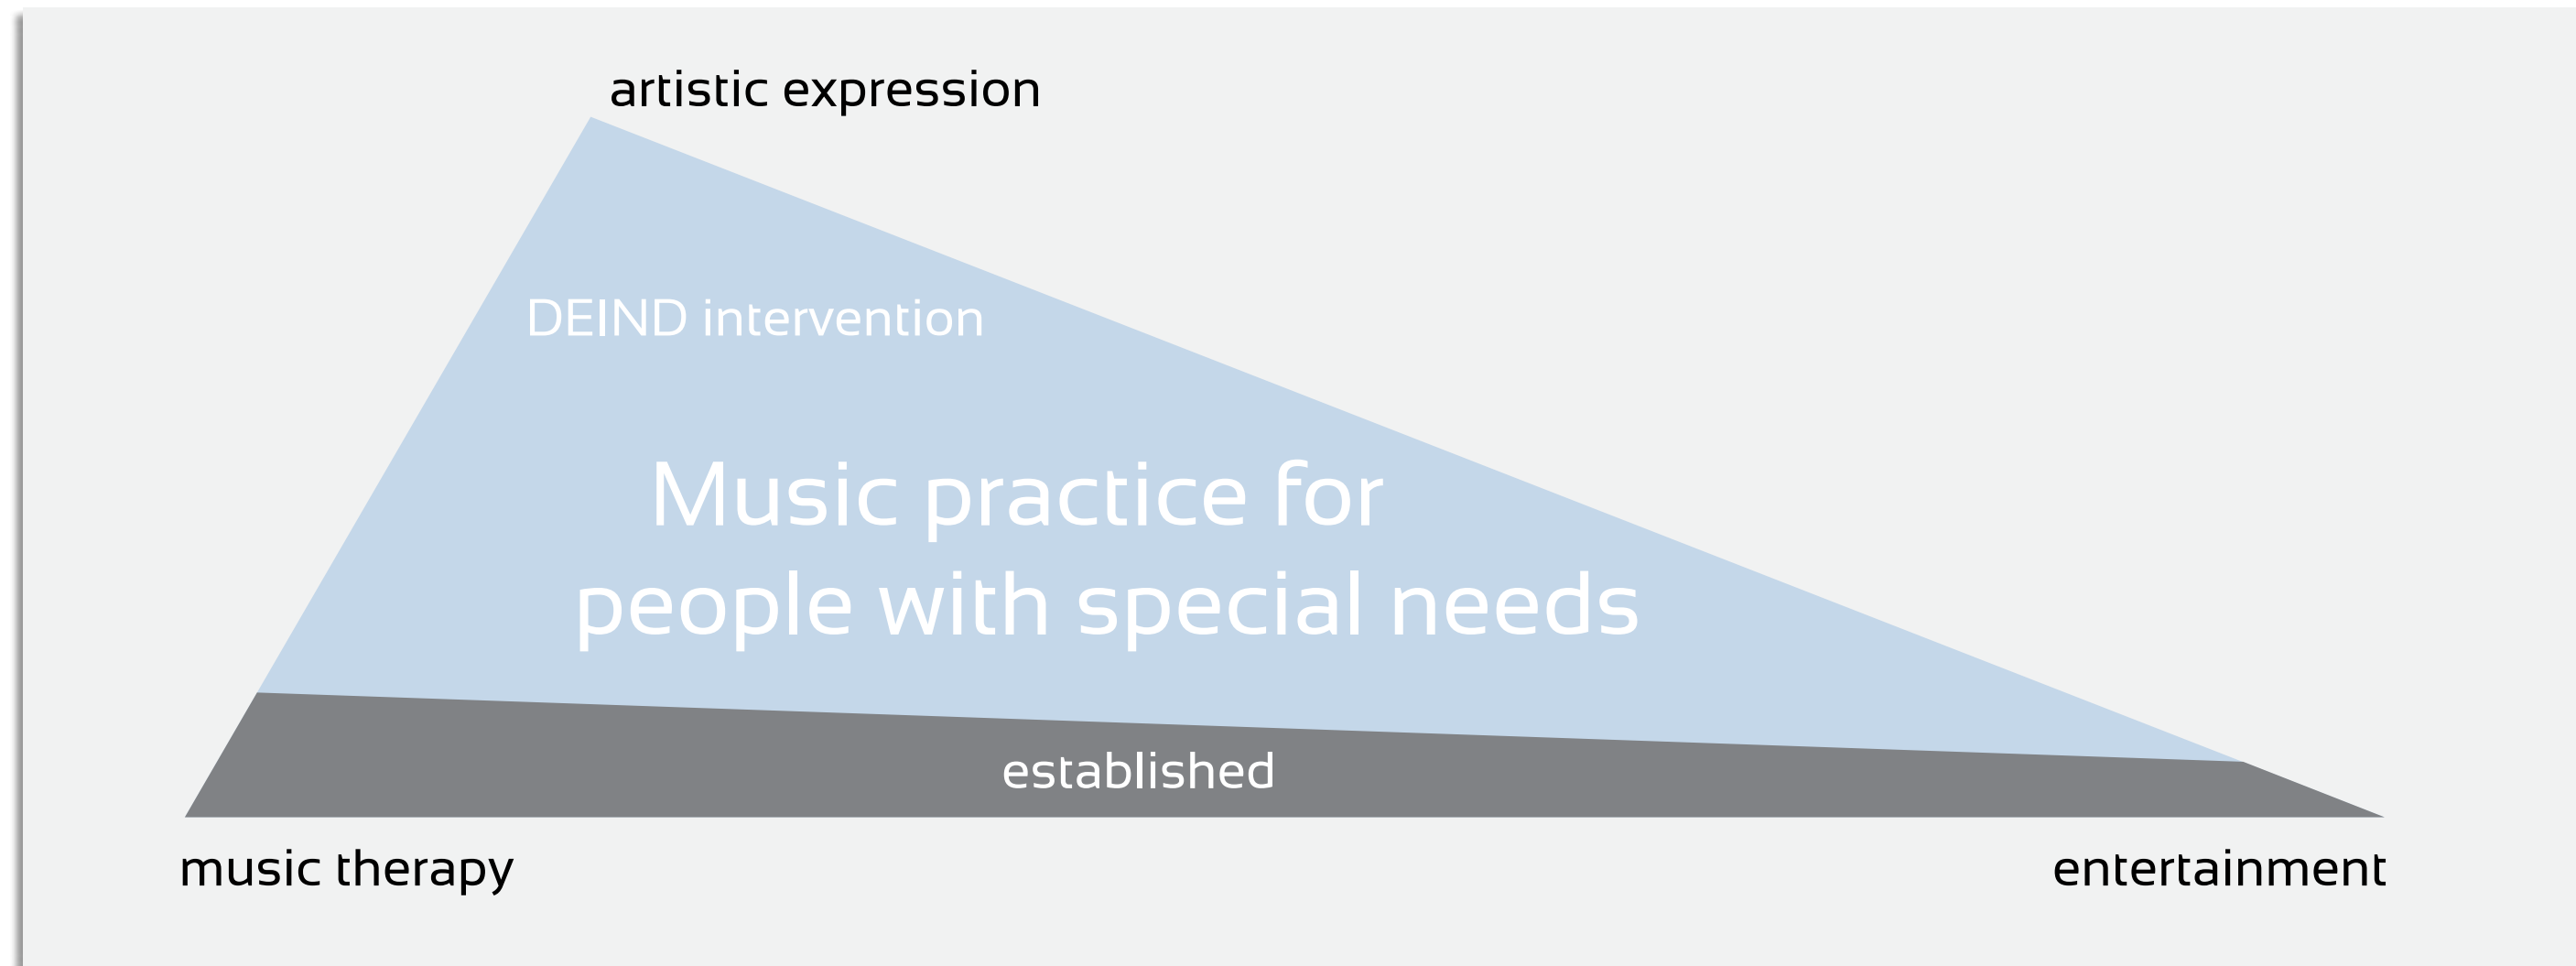 artistic expression
DEIND intervention
Music practice for
people with special needs
established
music therapy
entertainment